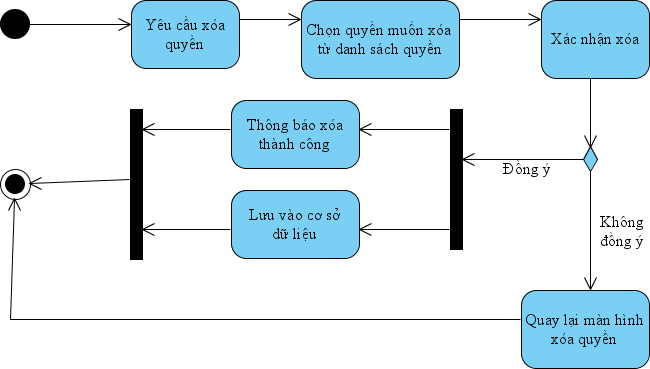 Yêu cầu xóa
quyền
Chọn quyền muốn xóa
từ danh sách quyền
Xác nhận xóa
Thông báo xóa
thành công
Đồng ý
Lưu vào cơ sở
dữ liệu
Không
đồng ý
Quay lại màn hình
xóa quyền